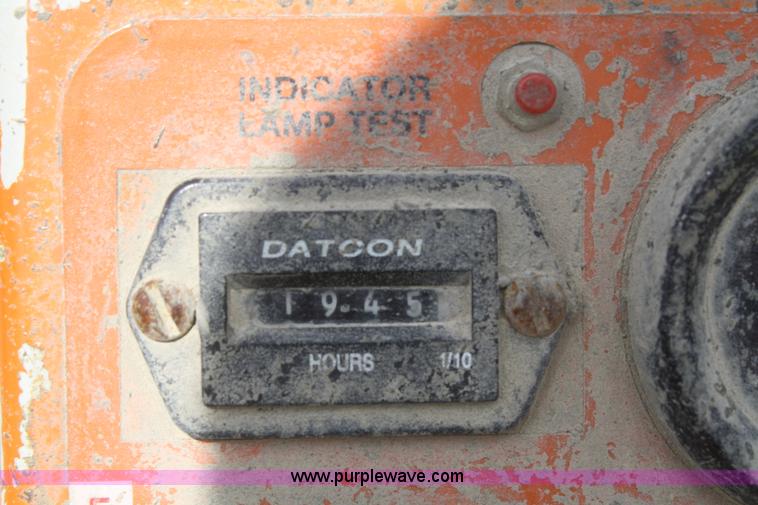 INDICATOR
LAMP TEST
DATCON
1 9 4 5
HOURS 1/10
www.purplewave.com